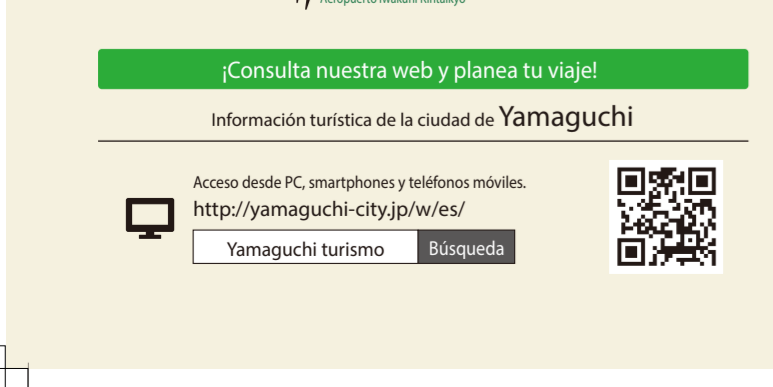 Aeropuerto Iwakuni Kintaikyo
¡Consulta nuestra web y planea tu viaje!
Información turística de la ciudad de Yamaguchi
Acceso desde PC, smartphones y teléfonos móviles.
http://yamaguchi-city.jp/w/es/
Yamaguchi turismo Búsqueda